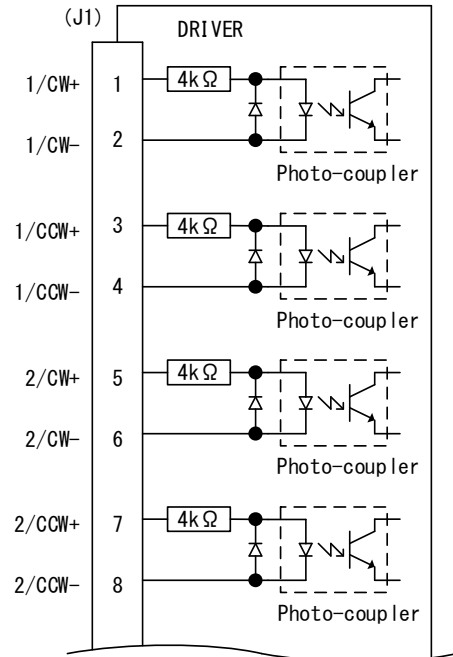 (J1)
DRIVER
1/CW+ 1 4kΩ
1/CW- 2
Photo-coupler
1/CCW+ 3 4kΩ
1/CCW- 4
Photo-coupler
2/CW+ 5 4kΩ
2/CW- 6
Photo-coupler
2/CCW+ 7 4kΩ
2/CCW- 8
Photo-coupler